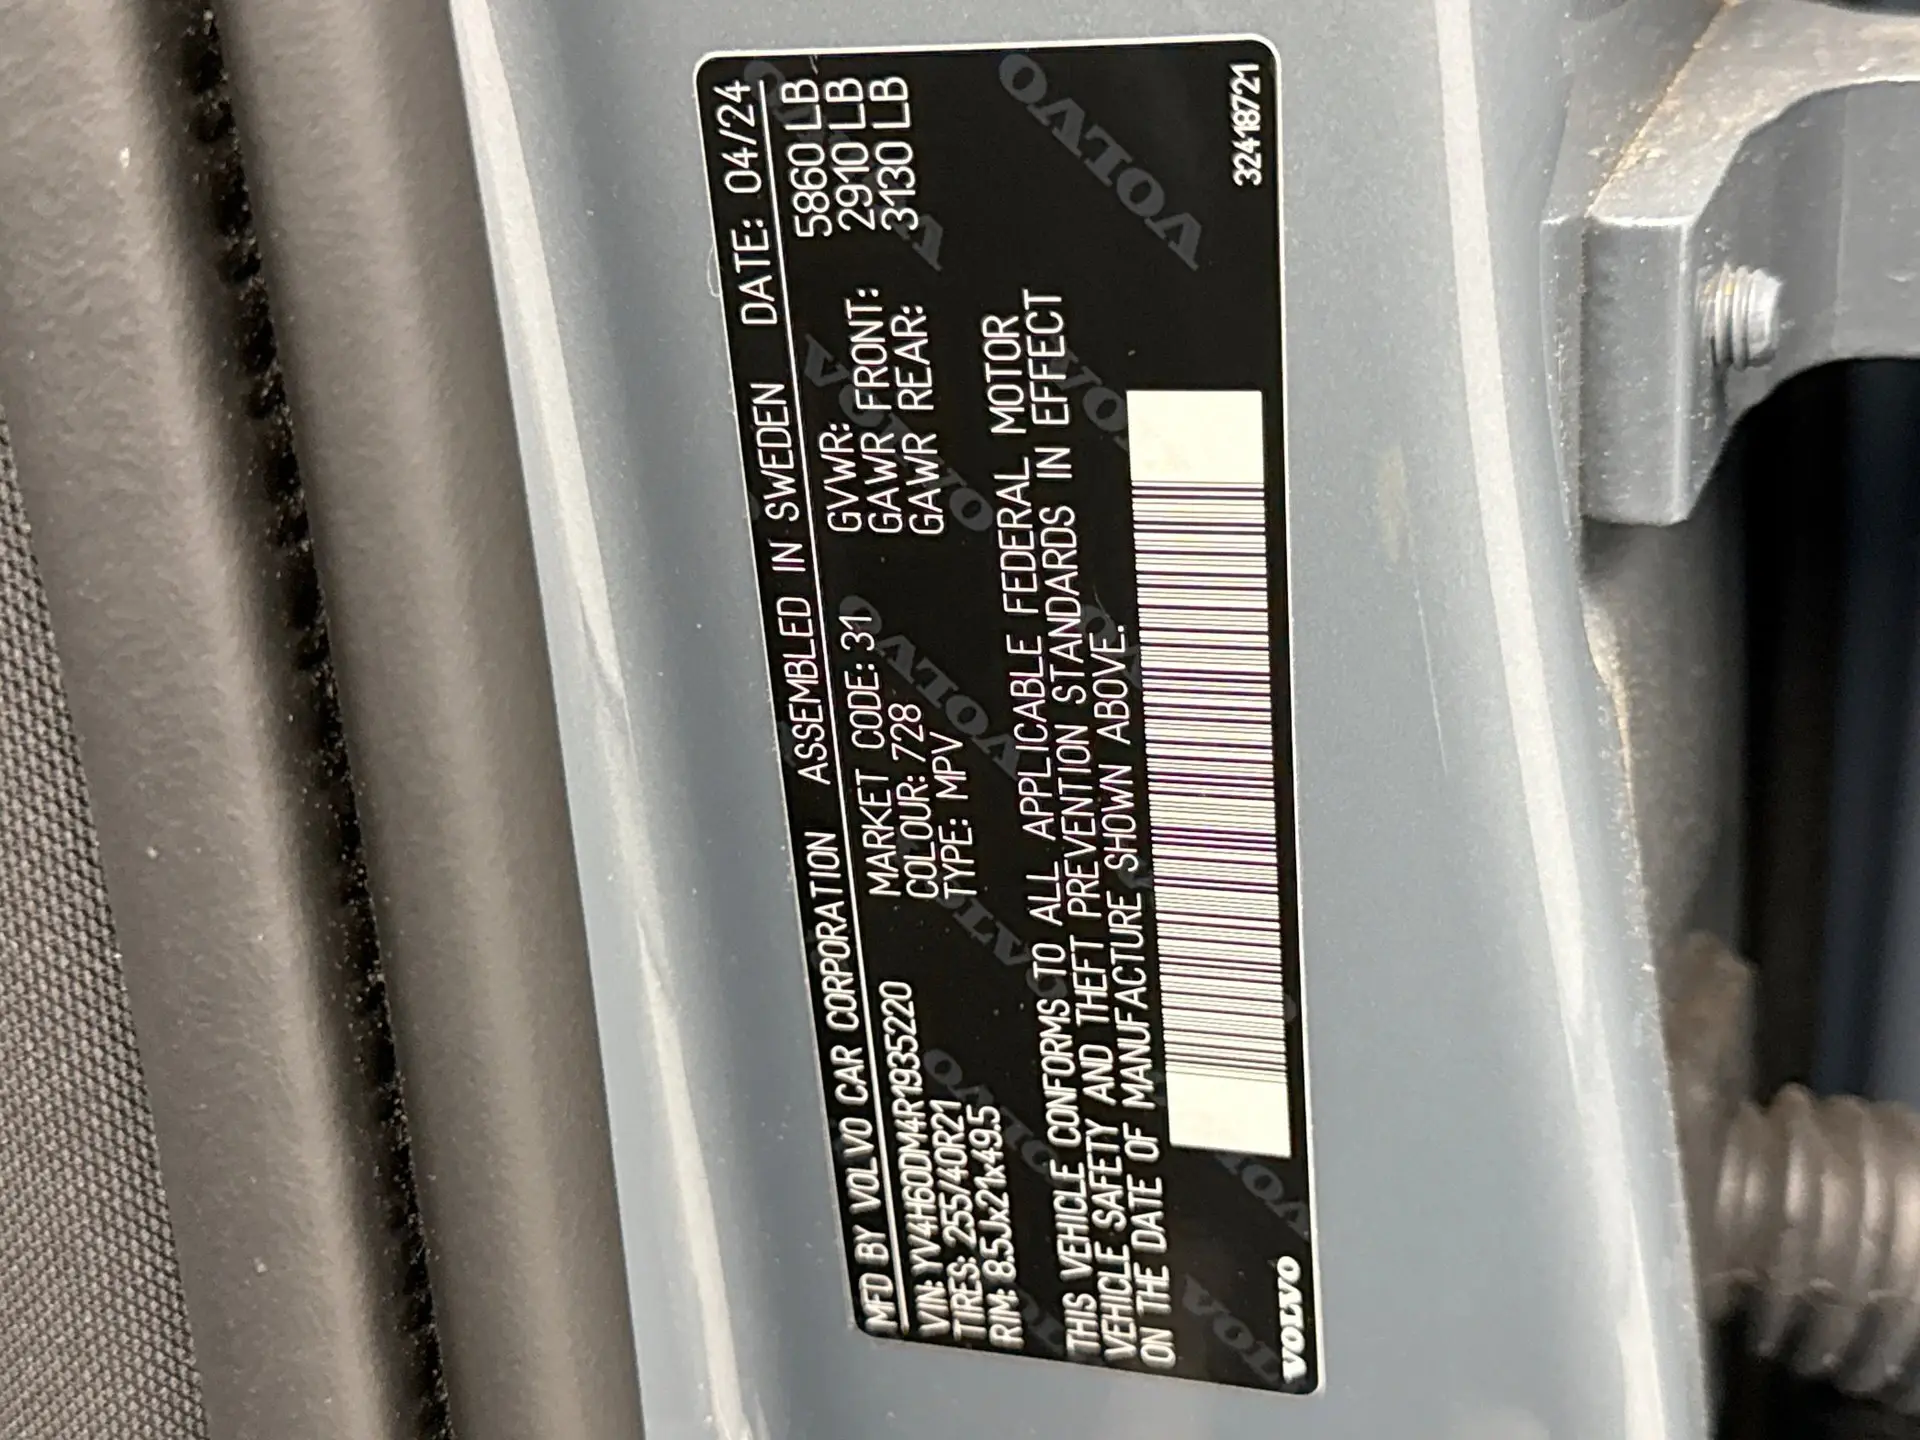 MFD BY VOLVO CAR CORPORATION ASSEMBLED IN SWEDEN DATE: 04/24
VIN: YV4H60DM4R1935220 MARKET CODE: 31 GVWR: 5860 LB
TIRES: 255/40R21 COLOUR: 728 GAWR FRONT: 2910 LB
RIM: 8.5Jx21x49.5 TYPE: MPV GAWR REAR: 3130 LB
THIS VEHICLE CONFORMS TO ALL APPLICABLE FEDERAL MOTOR
VEHICLE SAFETY AND THEFT PREVENTION STANDARDS IN EFFECT
ON THE DATE OF MANUFACTURE SHOWN ABOVE.
VOLVO 32418721